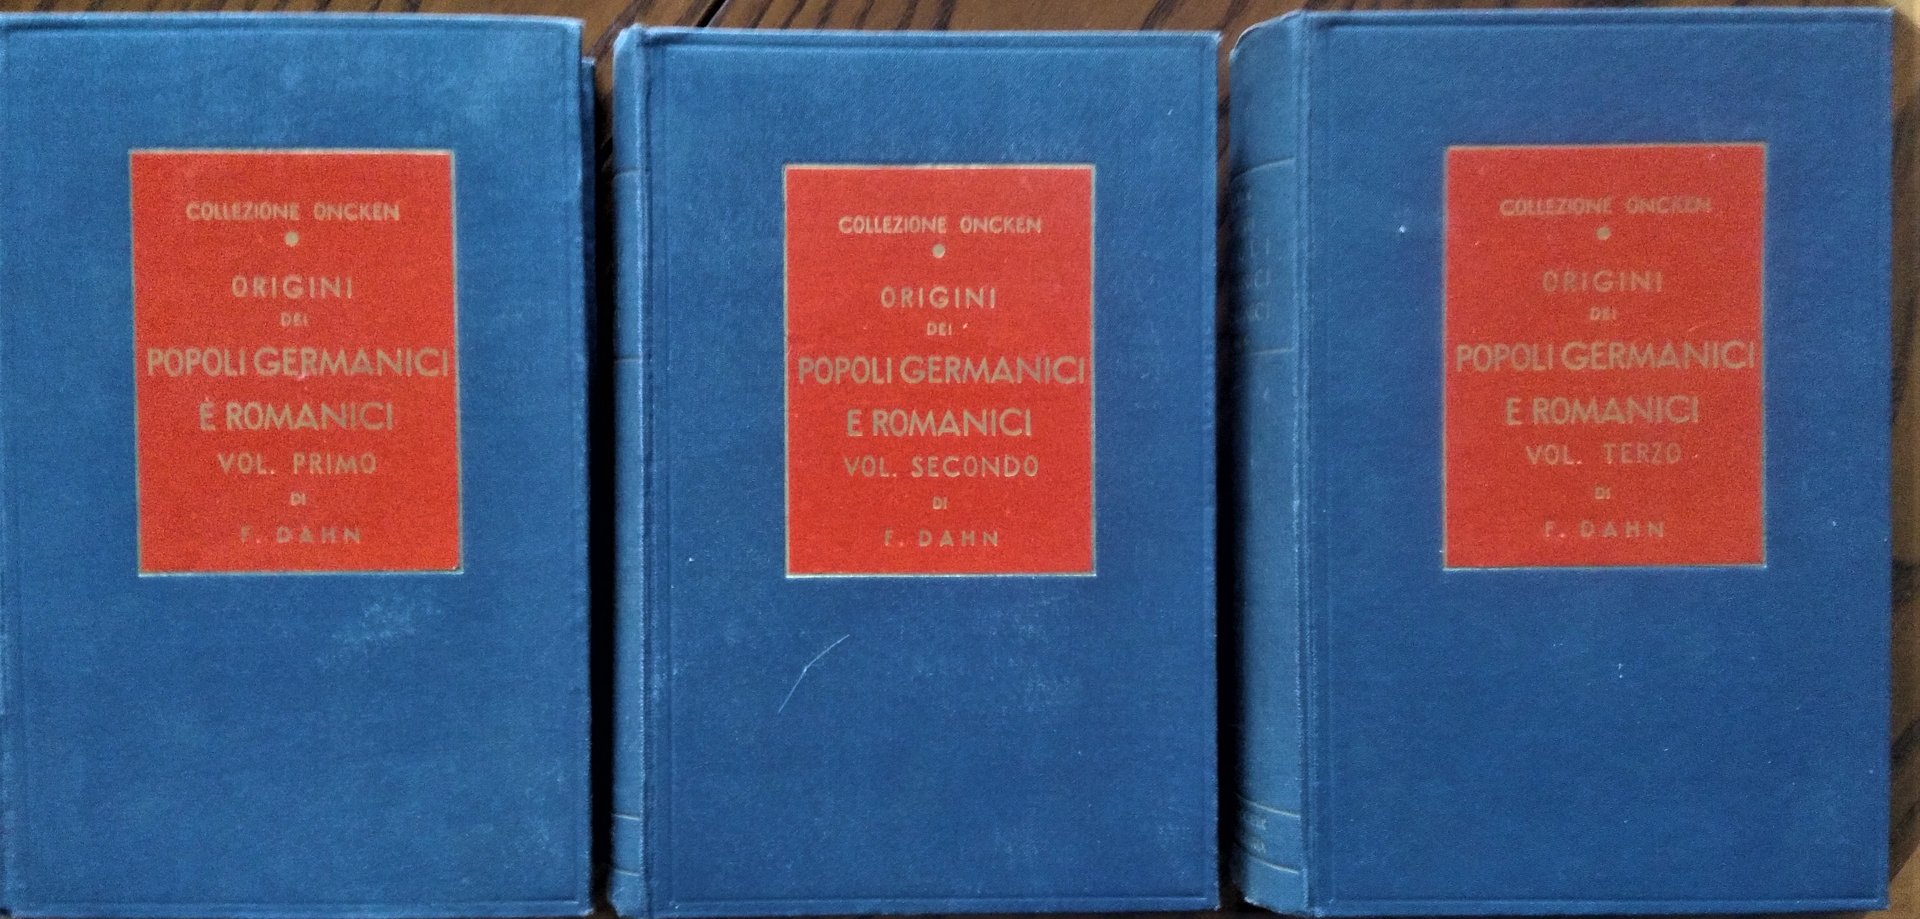 COLLEZIONE ONCKEN
ORIGINI
DEI
POPOLI GERMANICI
E ROMANICI
VOL. PRIMO
DI
F. DAHN
COLLEZIONE ONCKEN
ORIGINI
DEI
POPOLI GERMANICI
E ROMANICI
VOL. SECONDO
DI
F. DAHN
COLLEZIONE ONCKEN
ORIGINI
DEI
POPOLI GERMANICI
E ROMANICI
VOL. TERZO
DI
F. DAHN